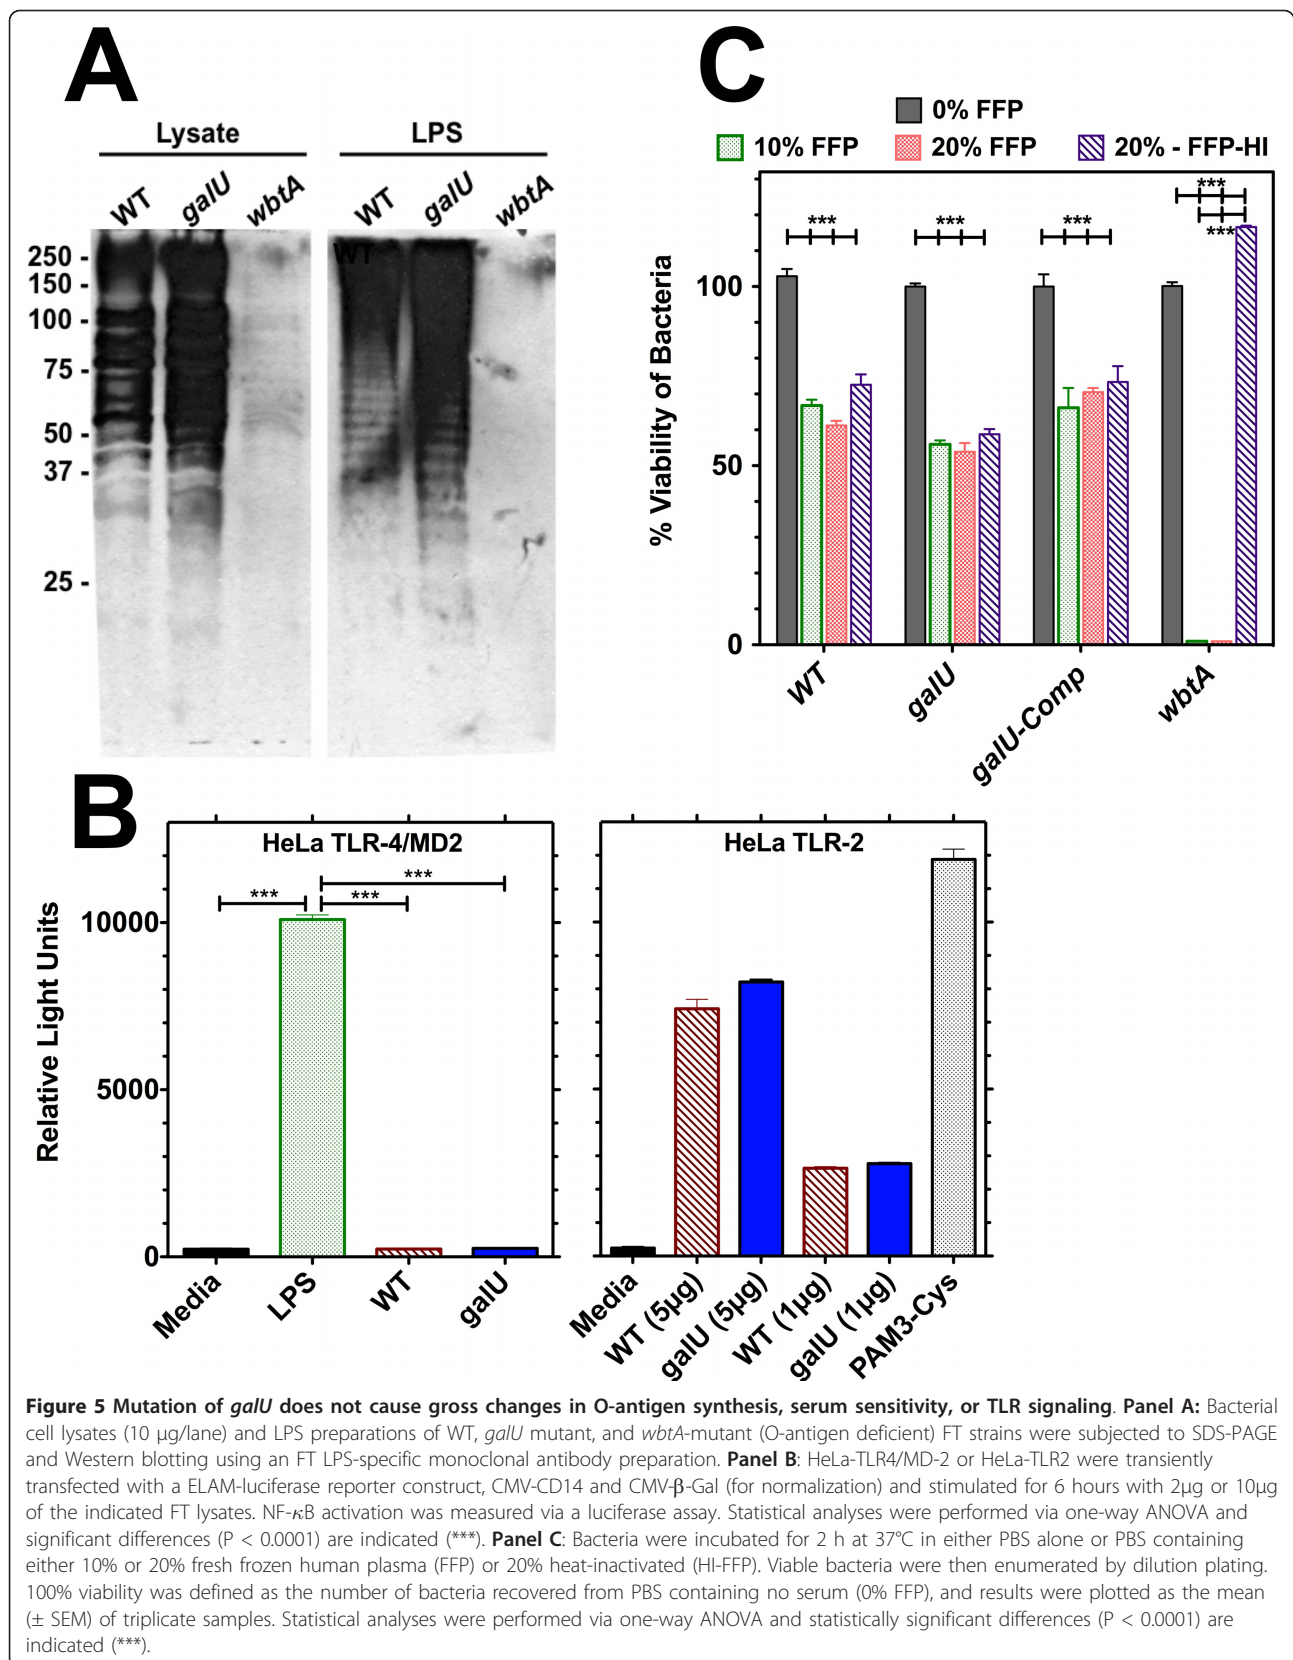 A
Lysate
LPS
WT
galU
wbtA
WT
galU
wbtA
WT
250 -
150 -
100 -
75 -
50 -
37 -
25 -
C
0% FFP
10% FFP
20% FFP
20% - FFP-HI
% Viability of Bacteria
100
50
0
***
***
***
***
***
WT
galU
galU-Comp
wbtA
B
HeLa TLR-4/MD2
Relative Light Units
10000
5000
0
***
***
***
Media
LPS
WT
galU
HeLa TLR-2
Media
WT (5µg)
galU (5µg)
WT (1µg)
galU (1µg)
PAM3-Cys
Figure 5 Mutation of galU does not cause gross changes in O-antigen synthesis, serum sensitivity, or TLR signaling. Panel A: Bacterial
cell lysates (10 µg/lane) and LPS preparations of WT, galU mutant, and wbtA-mutant (O-antigen deficient) FT strains were subjected to SDS-PAGE
and Western blotting using an FT LPS-specific monoclonal antibody preparation. Panel B: HeLa-TLR4/MD-2 or HeLa-TLR2 were transiently
transfected with a ELAM-luciferase reporter construct, CMV-CD14 and CMV-β-Gal (for normalization) and stimulated for 6 hours with 2µg or 10µg
of the indicated FT lysates. NF-κB activation was measured via a luciferase assay. Statistical analyses were performed via one-way ANOVA and
significant differences (P < 0.0001) are indicated (***). Panel C: Bacteria were incubated for 2 h at 37°C in either PBS alone or PBS containing
either 10% or 20% fresh frozen human plasma (FFP) or 20% heat-inactivated (HI-FFP). Viable bacteria were then enumerated by dilution plating.
100% viability was defined as the number of bacteria recovered from PBS containing no serum (0% FFP), and results were plotted as the mean
(± SEM) of triplicate samples. Statistical analyses were performed via one-way ANOVA and statistically significant differences (P < 0.0001) are
indicated (***).